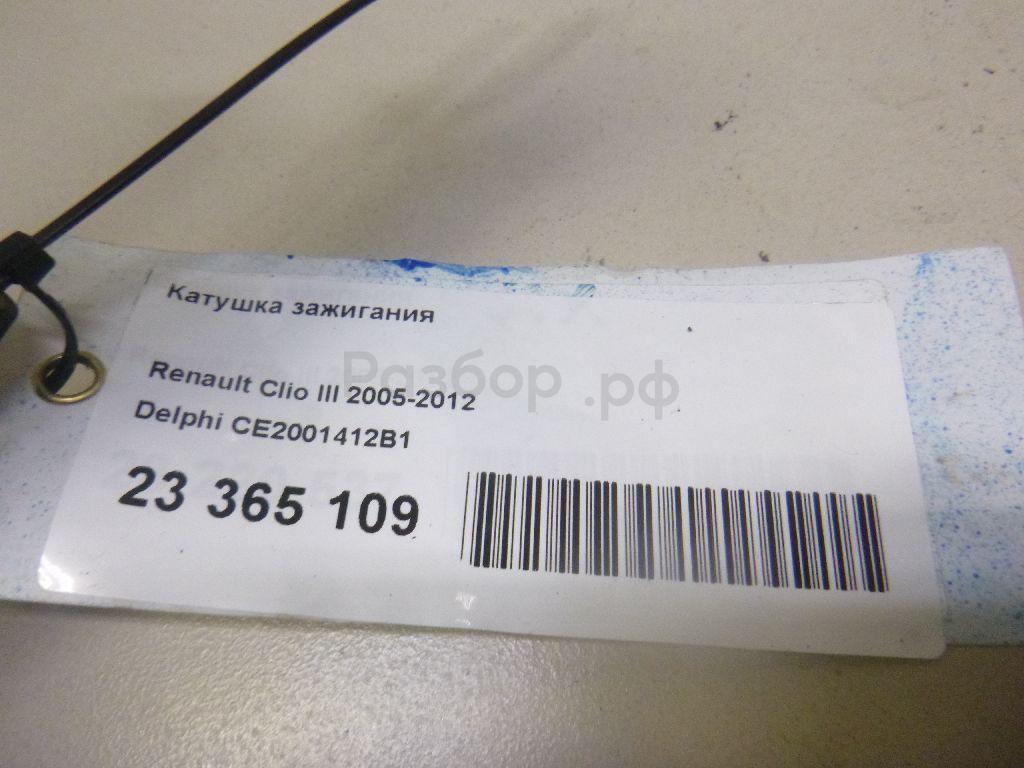 Катушка зажигания
Renault Clio III 2005-2012
Delphi CE2001412B1
23 365 109
Разбор.рф